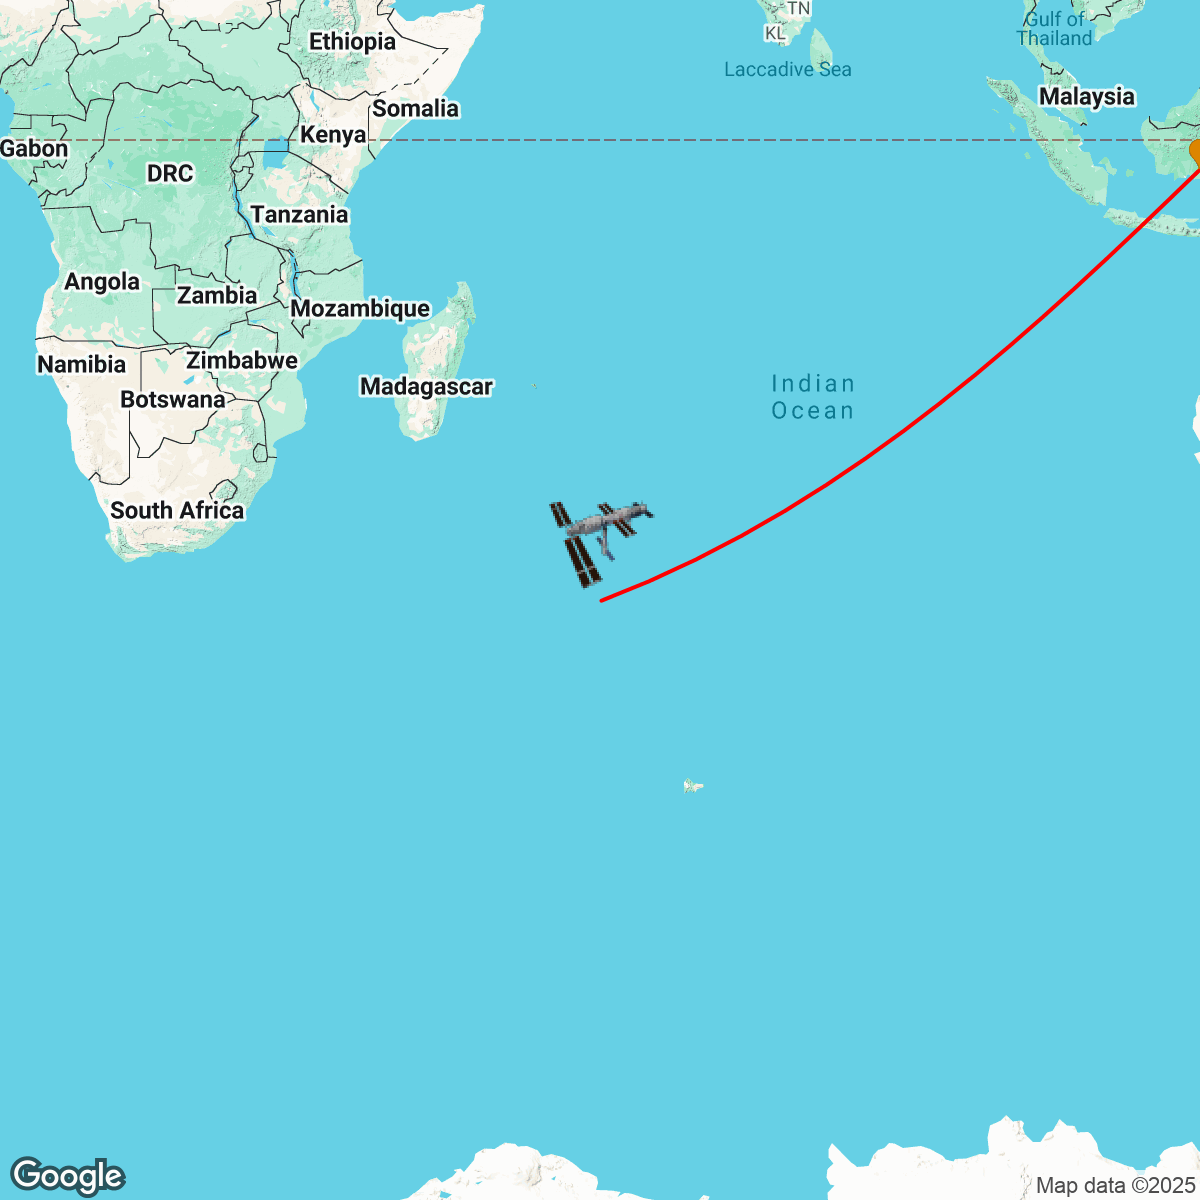 TN
Gulf of
Thailand
KL
Ethiopia
Laccadive Sea
Malaysia
Somalia
Kenya
Gabon
DRC
Tanzania
Angola
Zambia
Mozambique
Zimbabwe
Namibia
Madagascar
Indian
Ocean
Botswana
South Africa
Google
Map data ©2025